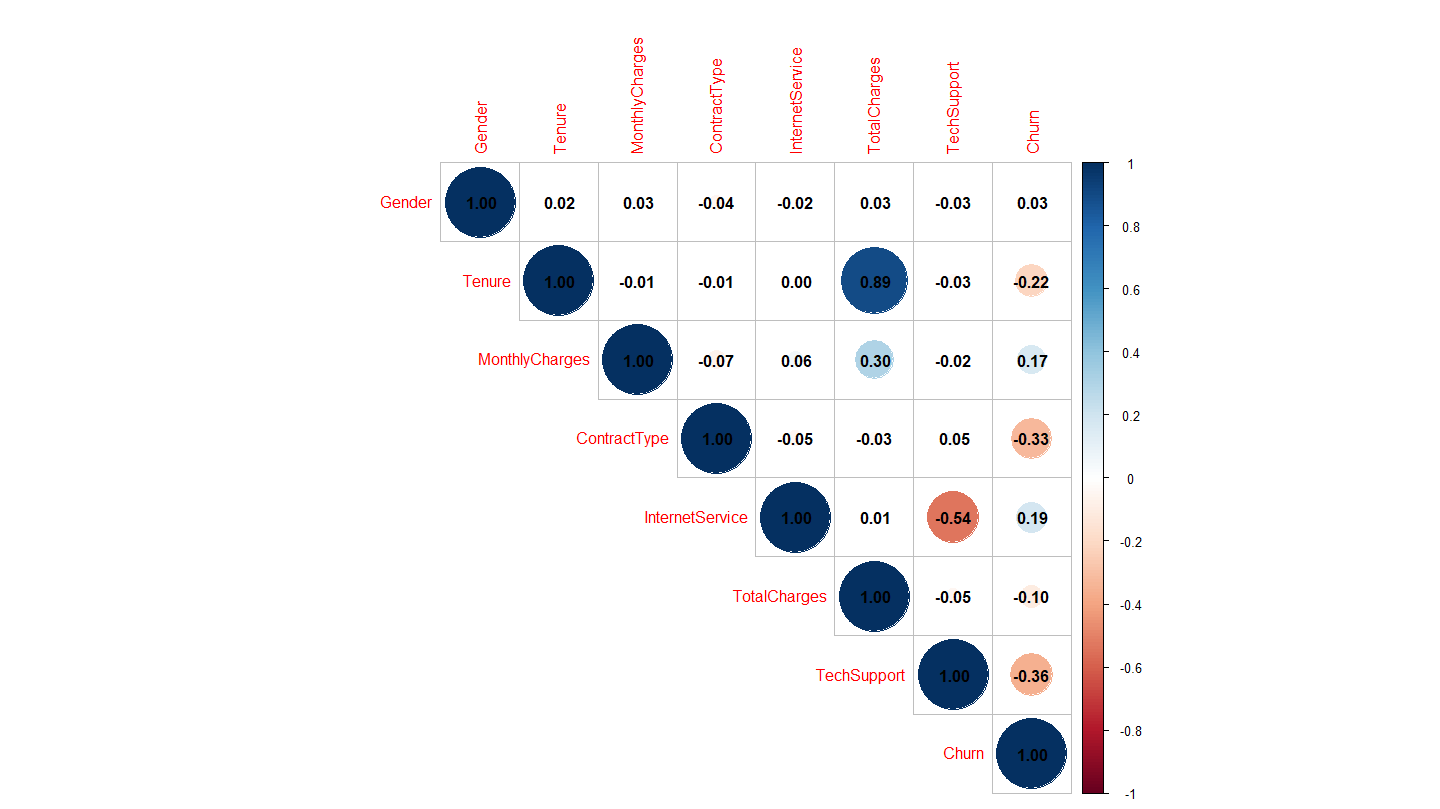 Gender Tenure MonthlyCharges ContractType InternetService TotalCharges TechSupport Churn
Gender 1.00 0.02 0.03 -0.04 -0.02 0.03 -0.03 0.03
Tenure 1.00 -0.01 -0.01 0.00 0.89 -0.03 -0.22
MonthlyCharges 1.00 -0.07 0.06 0.30 -0.02 0.17
ContractType 1.00 -0.05 -0.03 0.05 -0.33
InternetService 1.00 0.01 -0.54 0.19
TotalCharges 1.00 -0.05 -0.10
TechSupport 1.00 -0.36
Churn 1.00
1
0.8
0.6
0.4
0.2
0
-0.2
-0.4
-0.6
-0.8
-1